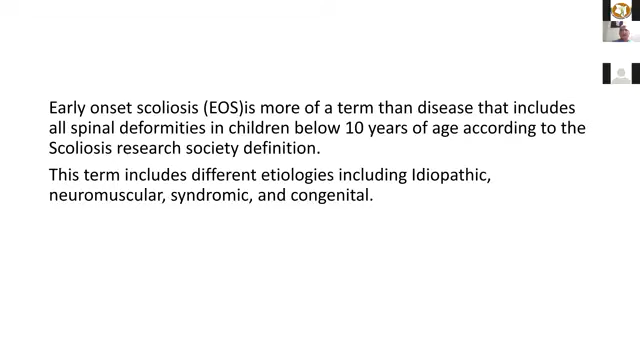 Early onset scoliosis (EOS)is more of a term than disease that includes
all spinal deformities in children below 10 years of age according to the
Scoliosis research society definition.
This term includes different etiologies including Idiopathic,
neuromuscular, syndromic, and congenital.